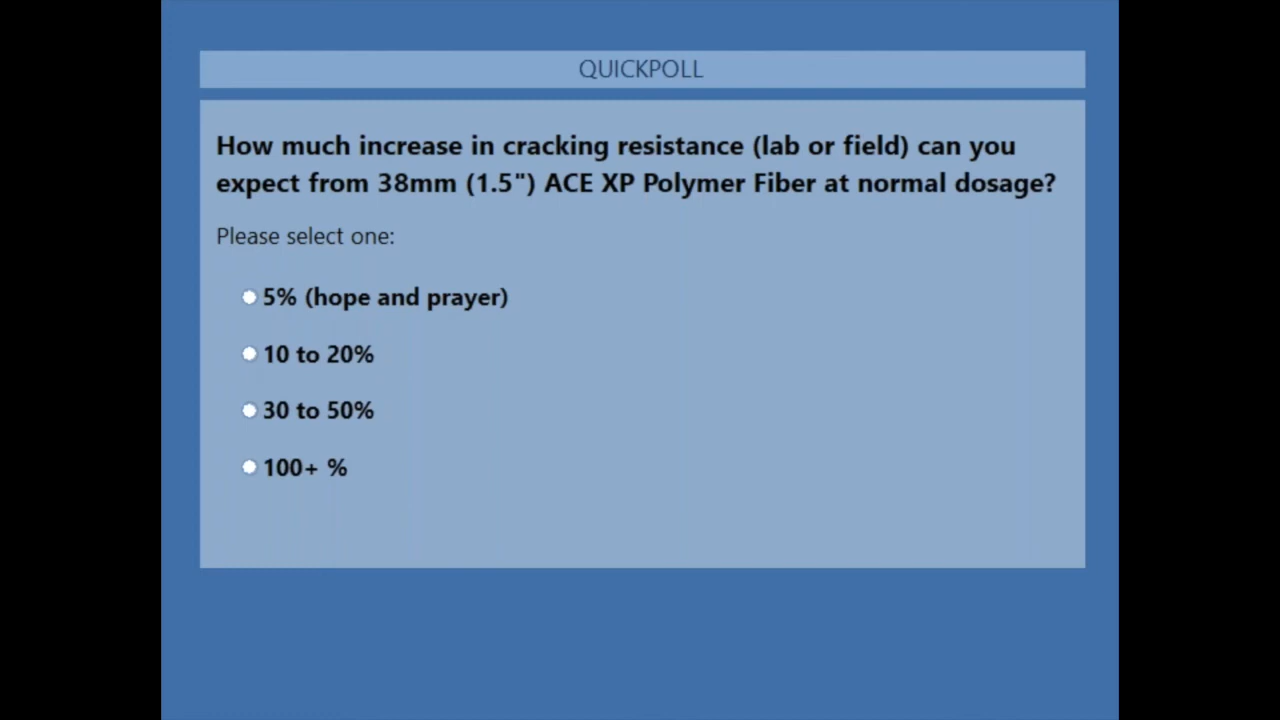 QUICKPOLL
How much increase in cracking resistance (lab or field) can you
expect from 38mm (1.5") ACE XP Polymer Fiber at normal dosage?
Please select one:
5% (hope and prayer)
10 to 20%
30 to 50%
100+ %